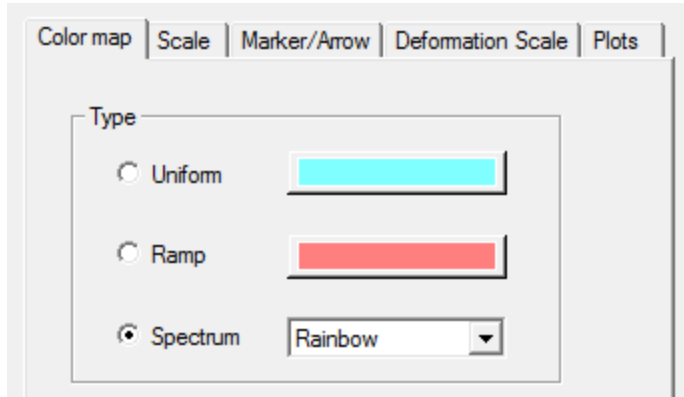 Color map Scale Marker/Arrow Deformation Scale Plots
Type
Uniform
Ramp
Spectrum Rainbow